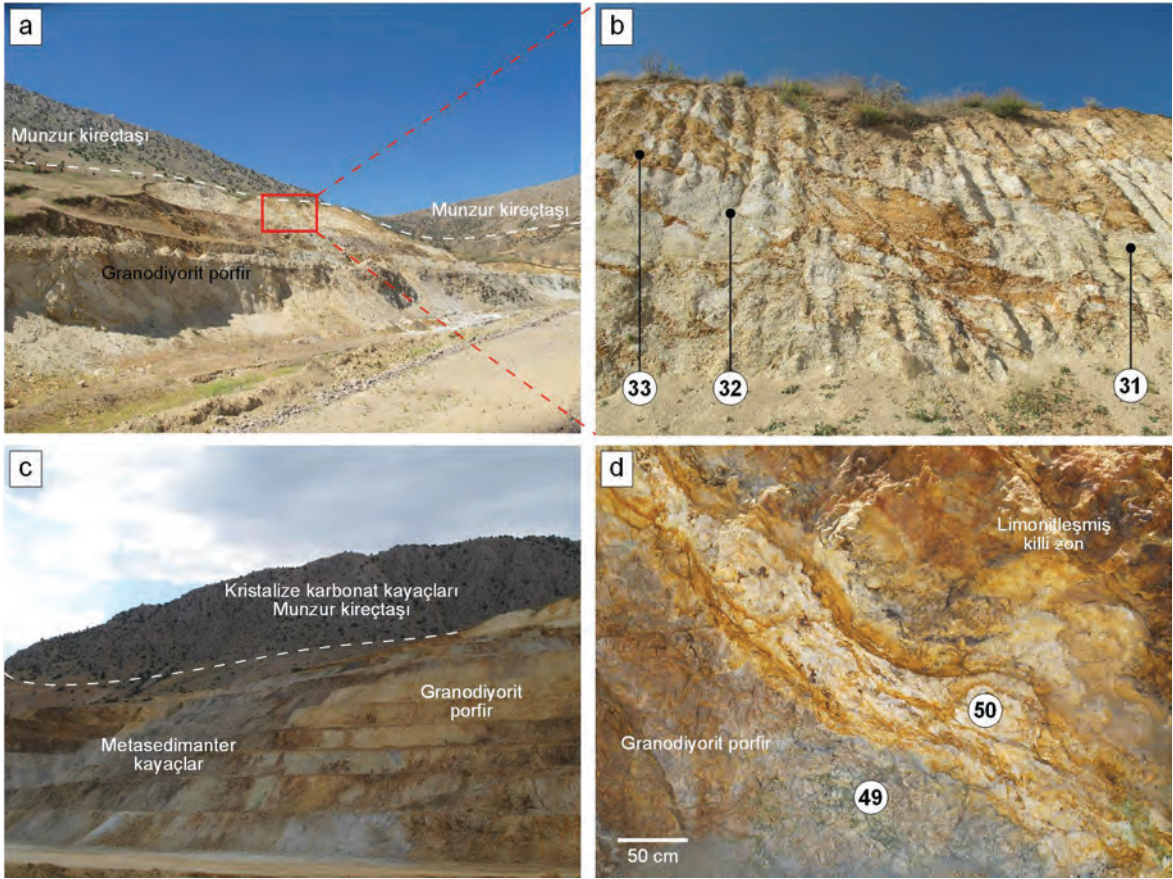 a
Munzur kireçtaşı
Munzur kireçtaşı
Granodiyorit porfir
b
33
32
31
c
Kristalize karbonat kayaçları
Munzur kireçtaşı
Granodiyorit
porfir
Metasedimanter
kayaçlar
d
Limonitleşmiş
killi zon
50
Granodiyorit porfir
49
50 cm